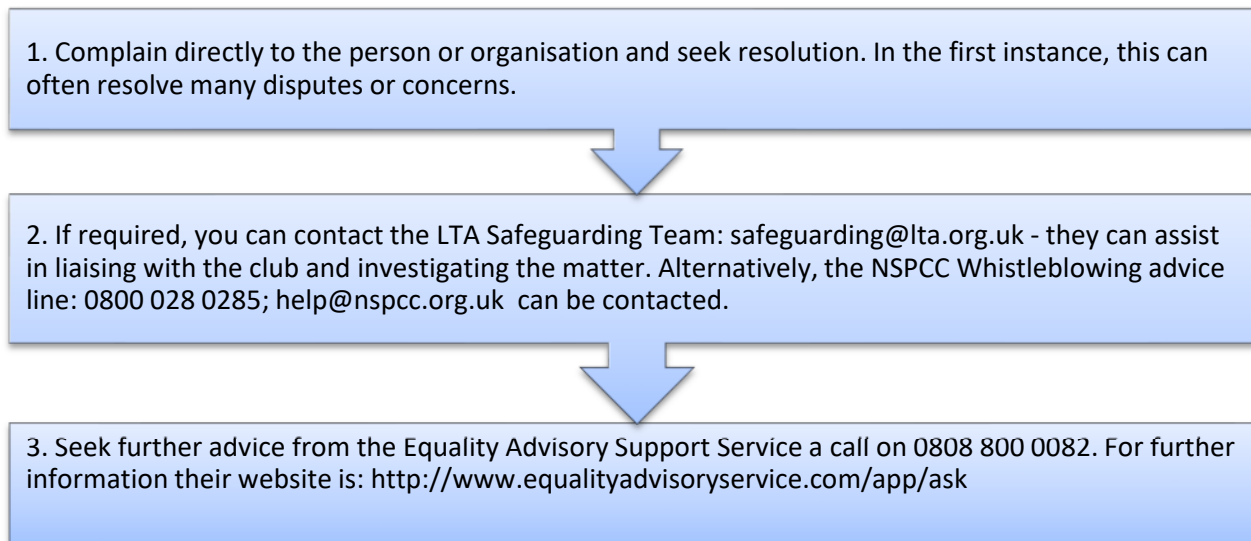 1. Complain directly to the person or organisation and seek resolution. In the first instance, this can
often resolve many disputes or concerns.
2. If required, you can contact the LTA Safeguarding Team: safeguarding@lta.org.uk - they can assist
in liaising with the club and investigating the matter. Alternatively, the NSPCC Whistleblowing advice
line: 0800 028 0285; help@nspcc.org.uk  can be contacted.
3. Seek further advice from the Equality Advisory Support Service a call on 0808 800 0082. For further
information their website is: http://www.equalityadvisoryservice.com/app/ask